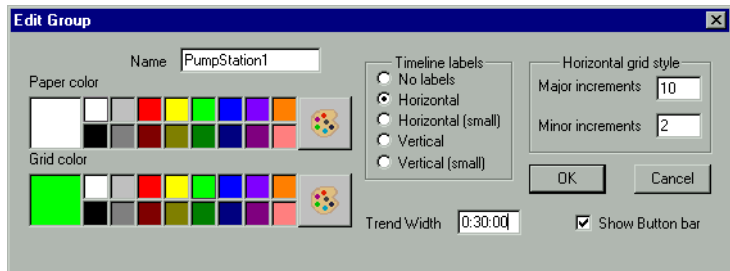 Edit Group
Name PumpStation1
Paper color
Grid color
Timeline labels
No labels
Horizontal
Horizontal (small)
Vertical
Vertical (small)
Trend Width 0:30:00
Horizontal grid style
Major increments 10
Minor increments 2
OK Cancel
Show Button bar